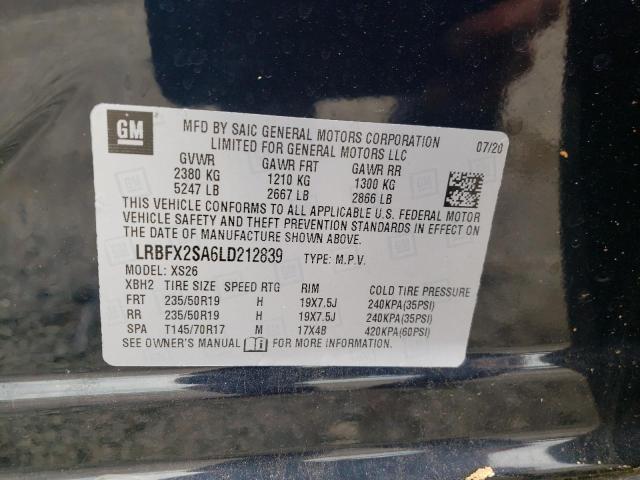 GM
MFD BY SAIC GENERAL MOTORS CORPORATION 07/20
LIMITED FOR GENERAL MOTORS LLC
GVWR GAWR FRT GAWR RR
2380 KG 1210 KG 1300 KG
5247 LB 2667 LB 2866 LB
THIS VEHICLE CONFORMS TO ALL APPLICABLE U.S. FEDERAL MOTOR
VEHICLE SAFETY AND THEFT PREVENTION STANDARDS IN EFFECT ON
THE DATE OF MANUFACTURE SHOWN ABOVE.
LRBFX2SA6LD212839 TYPE: M.P.V.
MODEL: XS26
XBH2 TIRE SIZE SPEED RTG RIM COLD TIRE PRESSURE
FRT 235/50R19 H 19X7.5J 240KPA(35PSI)
RR 235/50R19 H 19X7.5J 240KPA(35PSI)
SPA T145/70R17 M 17X4B 420KPA(60PSI)
SEE OWNER'S MANUAL FOR MORE INFORMATION.